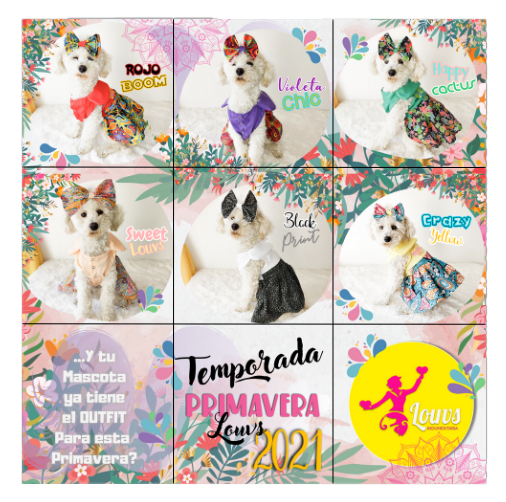 ROJO
BOOM
Violeta
Chic
Happy
cactus
Sweet
Louvs
Black
Print
Crazy
Yellow
...Y tu
Mascota
ya tiene
el OUTFIT
Para esta
Primavera?
Temporada
PRIMAVERA
Louvs
2021
Louvs